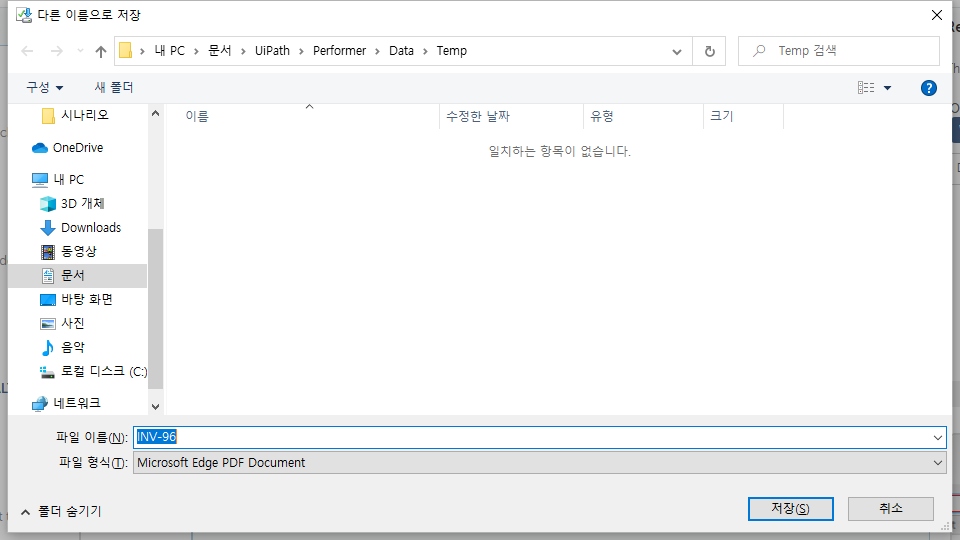 다른 이름으로 저장
내 PC > 문서 > UiPath > Performer > Data > Temp
Temp 검색
구성
새 폴더
시나리오
OneDrive
내 PC
3D 개체
Downloads
동영상
문서
바탕 화면
사진
음악
로컬 디스크 (C:)
네트워크
이름
수정한 날짜
유형
크기
일치하는 항목이 없습니다.
파일 이름(N):
INV-96
파일 형식(T):
Microsoft Edge PDF Document
폴더 숨기기
저장(S)
취소